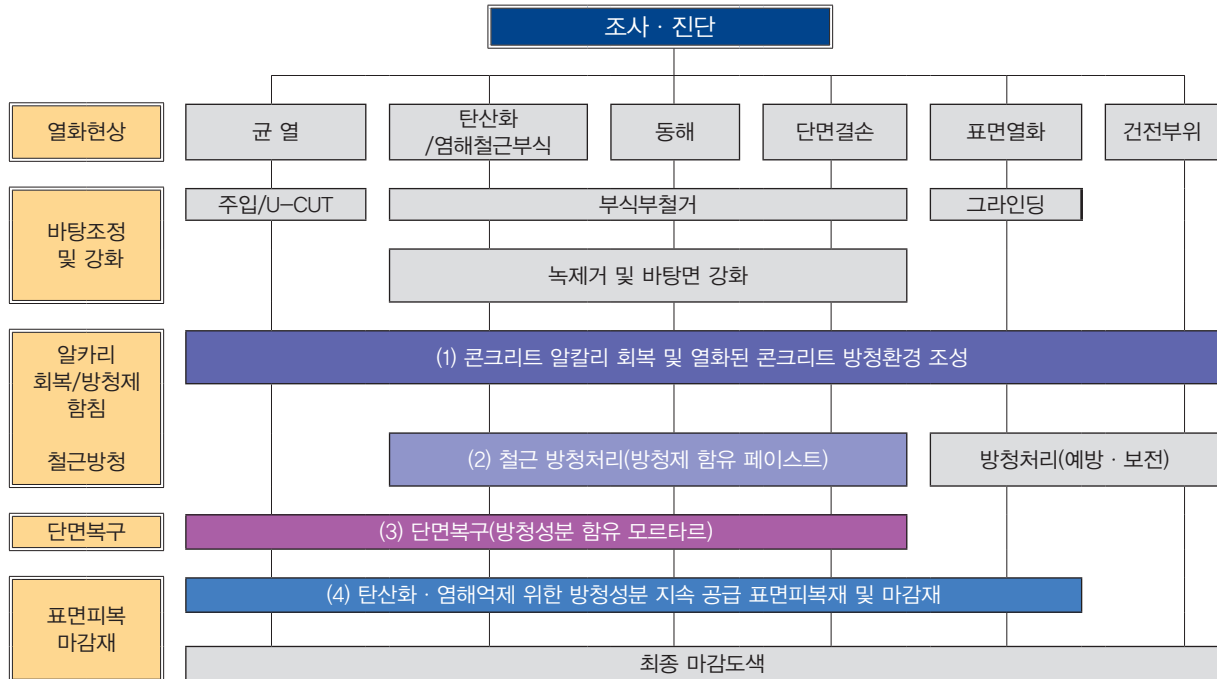 조사 · 진단
열화현상
균 열
탄산화
/염해철근부식
동해
단면결손
표면열화
건전부위
바탕조정
및 강화
주입/U-CUT
부식부철거
그라인딩
녹제거 및 바탕면 강화
알카리
회복/방청제
함침
철근방청
(1) 콘크리트 알칼리 회복 및 열화된 콘크리트 방청환경 조성
(2) 철근 방청처리(방청제 함유 페이스트)
방청처리(예방 · 보전)
단면복구
(3) 단면복구(방청성분 함유 모르타르)
표면피복
마감재
(4) 탄산화 · 염해억제 위한 방청성분 지속 공급 표면피복재 및 마감재
최종 마감도색